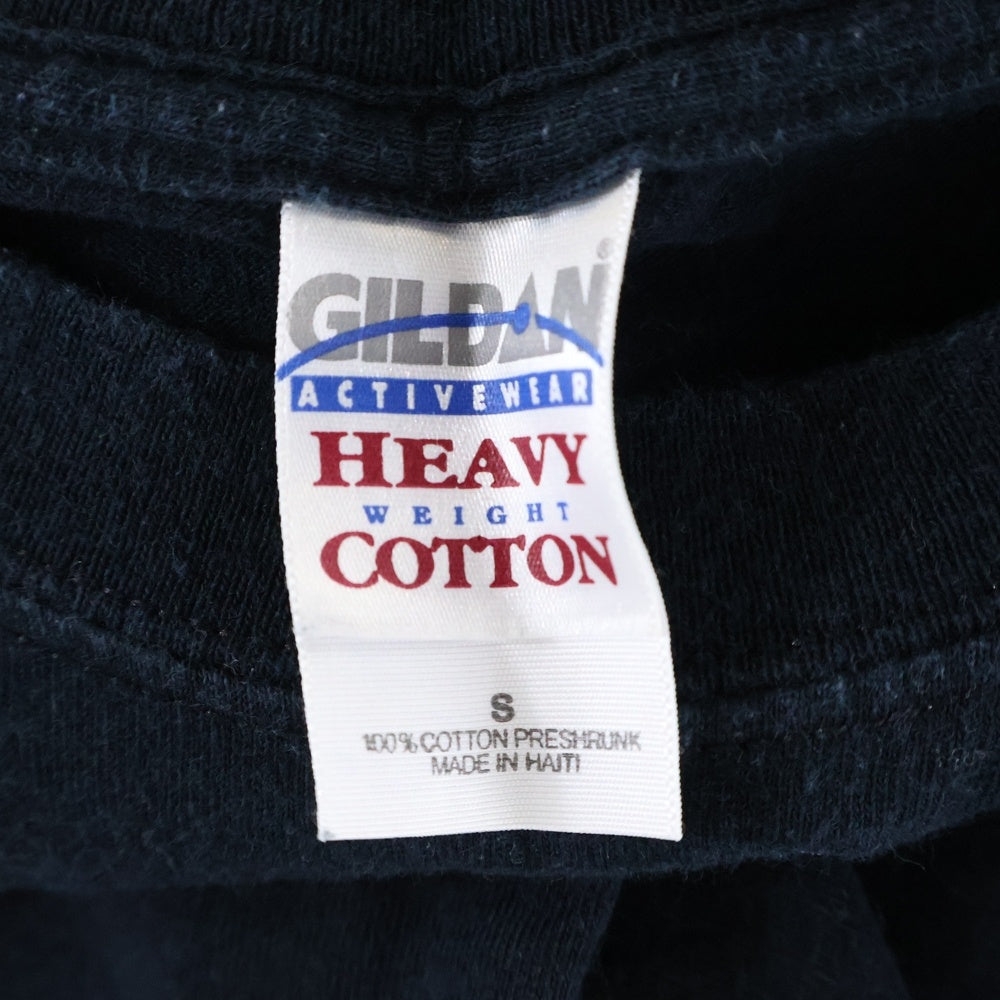 GILDAN®
ACTIVEWEAR
HEAVY
WEIGHT
COTTON
S
100% COTTON PRESHRUNK
MADE IN HAITI